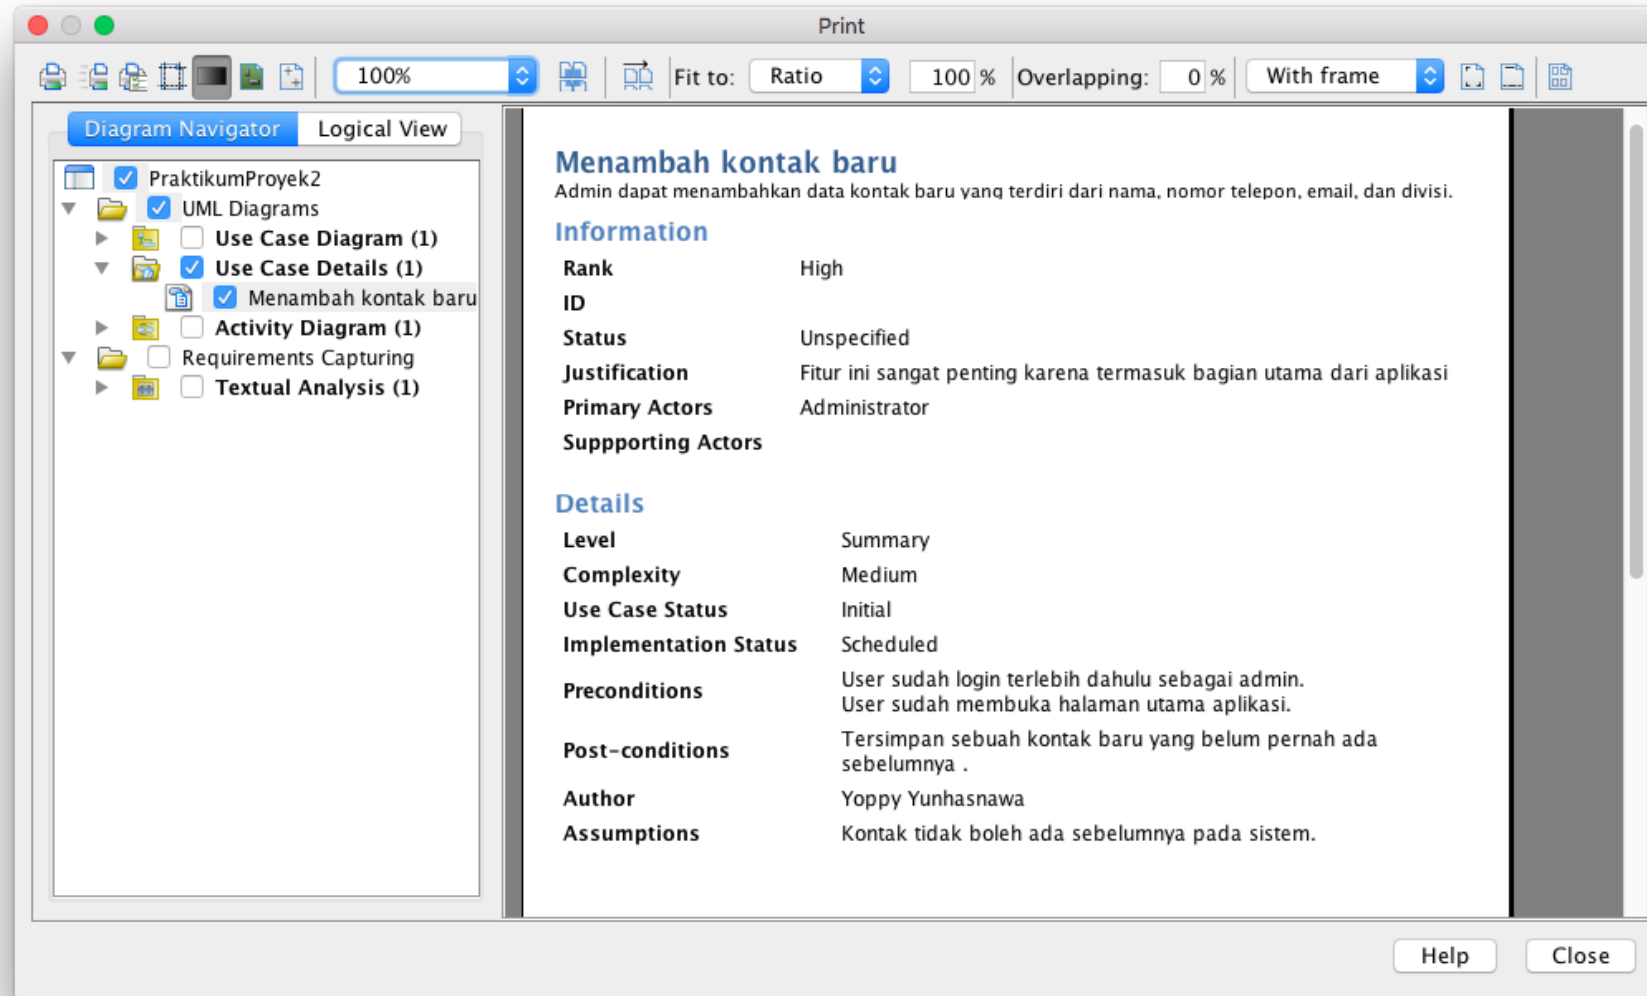 Print
100%
Fit to: Ratio 100 % Overlapping: 0 % With frame
Diagram Navigator Logical View
PraktikumProyek2
UML Diagrams
Use Case Diagram (1)
Use Case Details (1)
Menambah kontak baru
Activity Diagram (1)
Requirements Capturing
Textual Analysis (1)
Menambah kontak baru
Admin dapat menambahkan data kontak baru yang terdiri dari nama, nomor telepon, email, dan divisi.
Information
Rank High
ID
Status Unspecified
Justification Fitur ini sangat penting karena termasuk bagian utama dari aplikasi
Primary Actors Administrator
Suppporting Actors
Details
Level Summary
Complexity Medium
Use Case Status Initial
Implementation Status Scheduled
Preconditions User sudah login terlebih dahulu sebagai admin.
User sudah membuka halaman utama aplikasi.
Post-conditions Tersimpan sebuah kontak baru yang belum pernah ada
sebelumnya .
Author Yoppy Yunhasnawa
Assumptions Kontak tidak boleh ada sebelumnya pada sistem.
Help Close